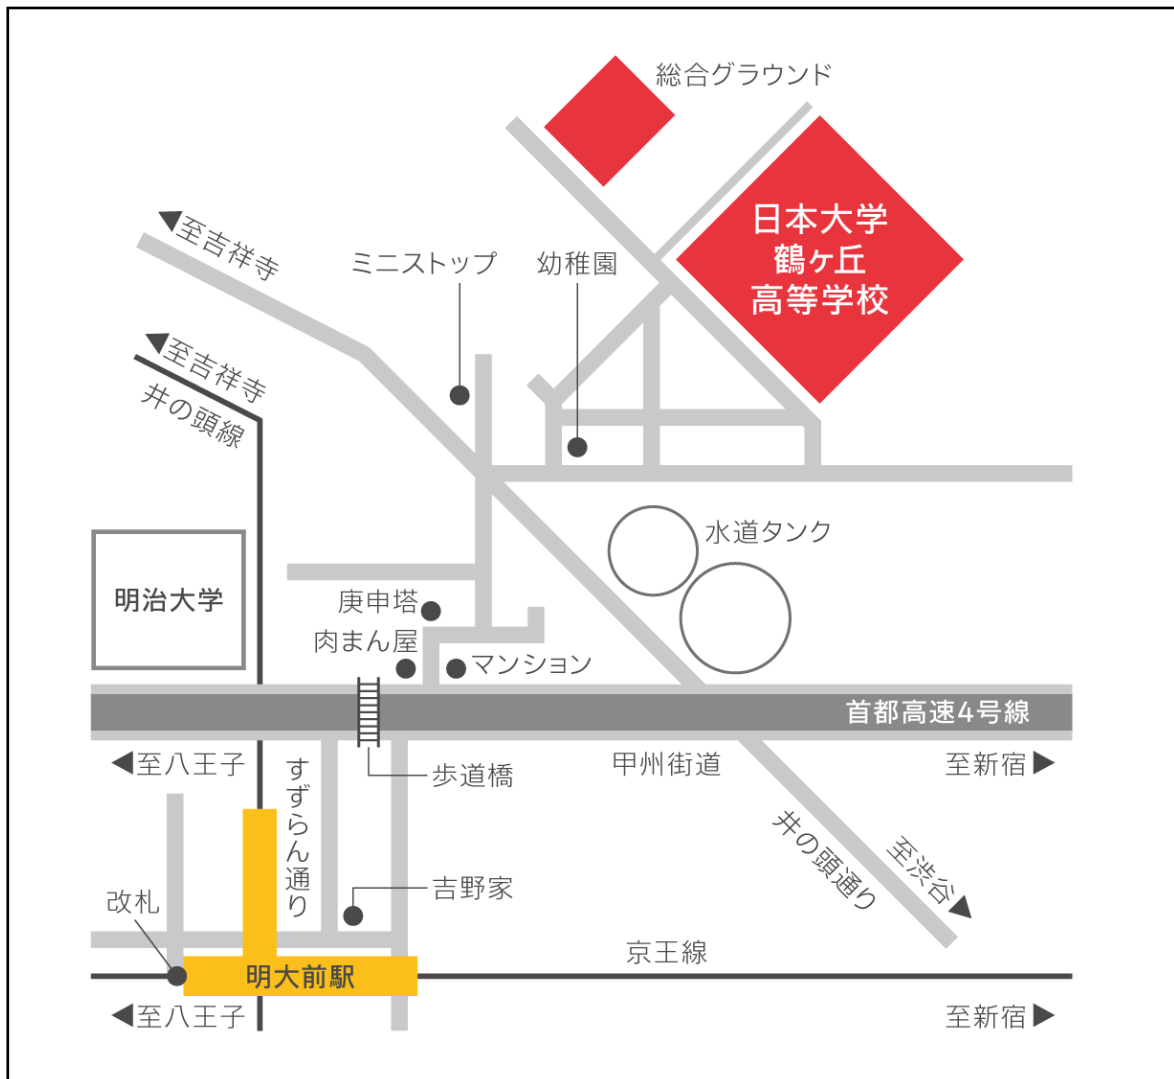 総合グラウンド
日本大学
鶴ヶ丘
高等学校
◀至吉祥寺
ミニストップ
幼稚園
◀至吉祥寺
井の頭線
水道タンク
明治大学
庚申塔
肉まん屋
マンション
首都高速4号線
◀至八王子
すずらん通り
歩道橋
甲州街道
至新宿▶
井の頭通り
至渋谷▶
吉野家
改札
京王線
明大前駅
◀至八王子
至新宿▶